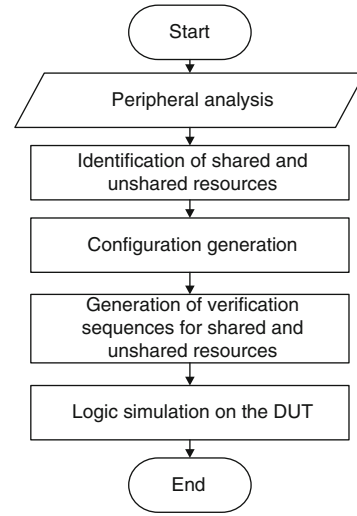 Start
Peripheral analysis
Identification of shared and
unshared resources
Configuration generation
Generation of verification
sequences for shared and
unshared resources
Logic simulation on the DUT
End